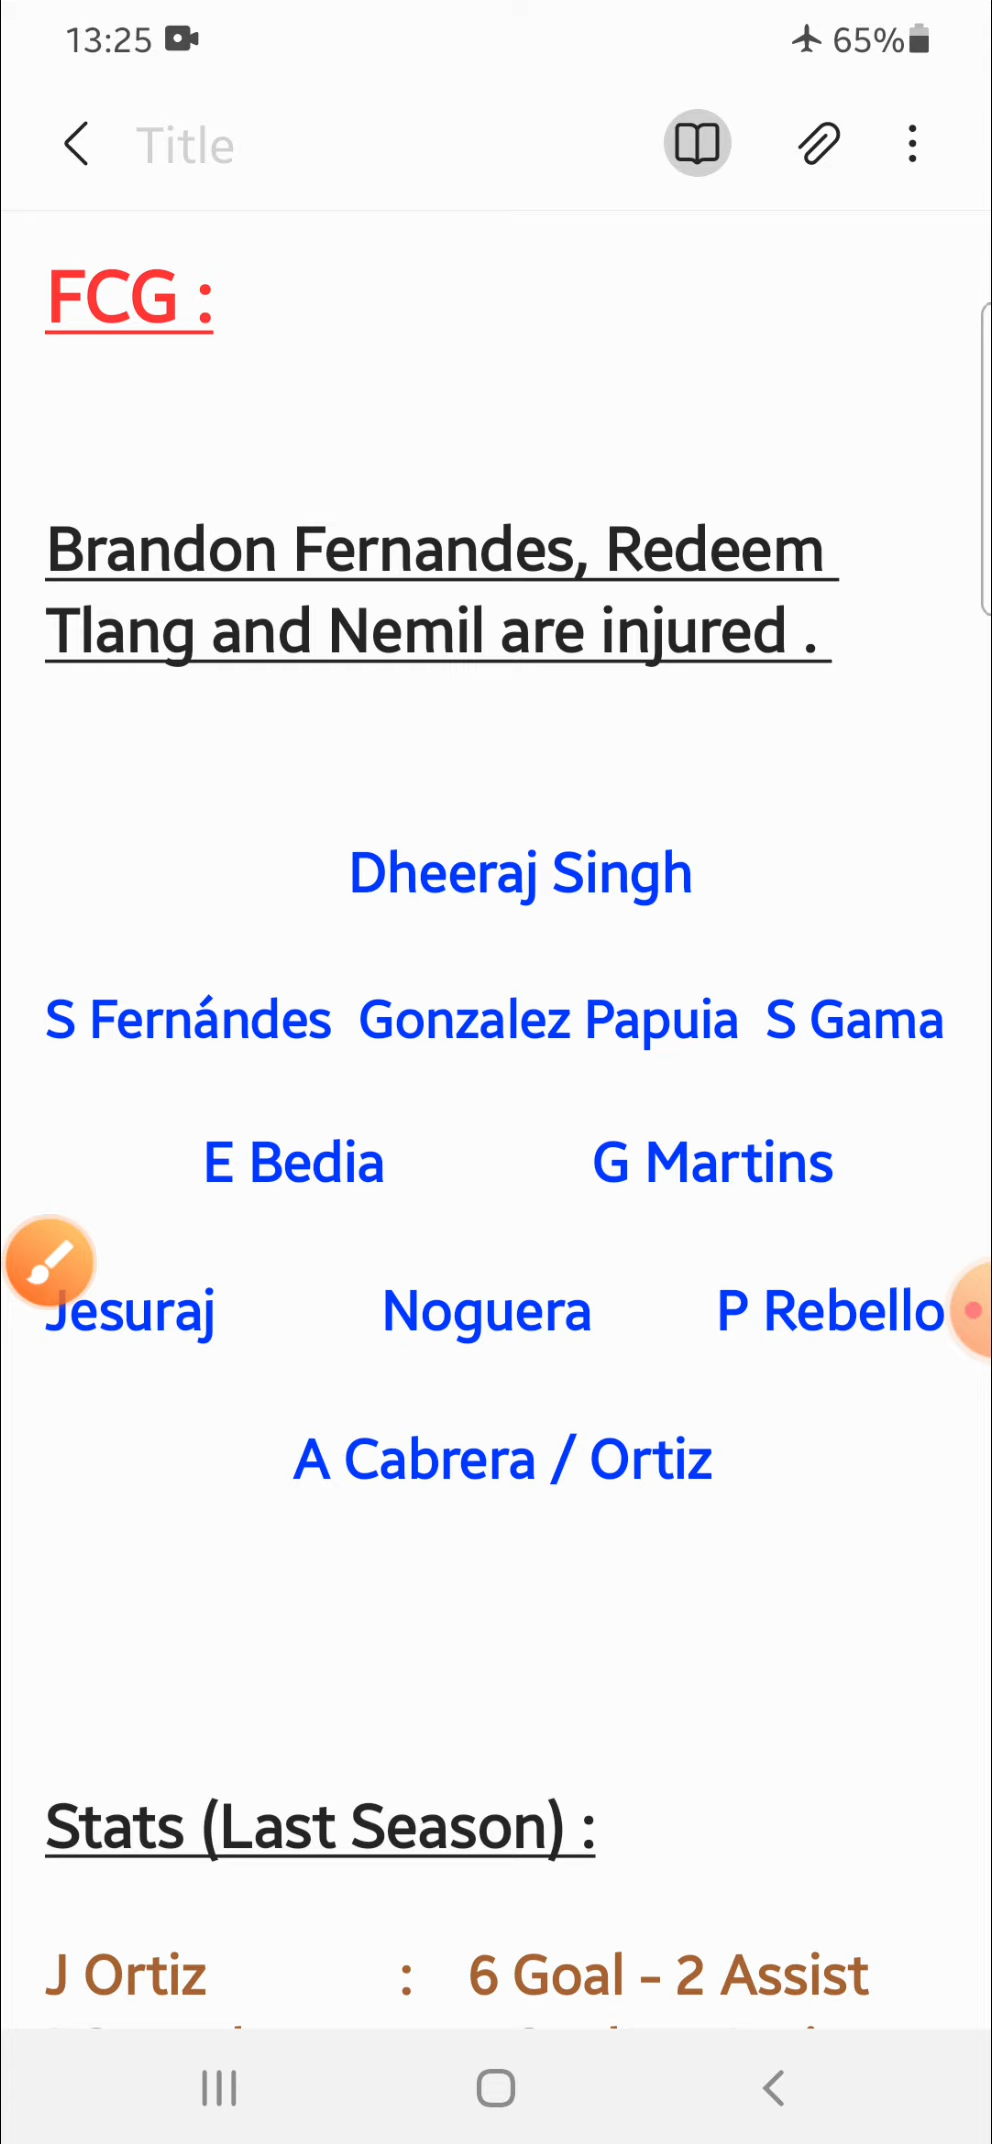 13:25 65%
Title
FCG :
Brandon Fernandes, Redeem
Tlang and Nemil are injured .
Dheeraj Singh
S Fernándes Gonzalez Papuia S Gama
E Bedia G Martins
Jesuraj Noguera P Rebello
A Cabrera / Ortiz
Stats (Last Season) :
J Ortiz : 6 Goal - 2 Assist